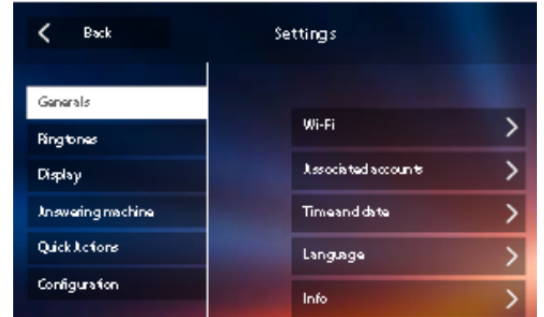 Back
Settings
Generals
Ringtones
Display
Answering machine
Quick Actions
Configuration
Wi-Fi
Associated accounts
Time and date
Language
Info